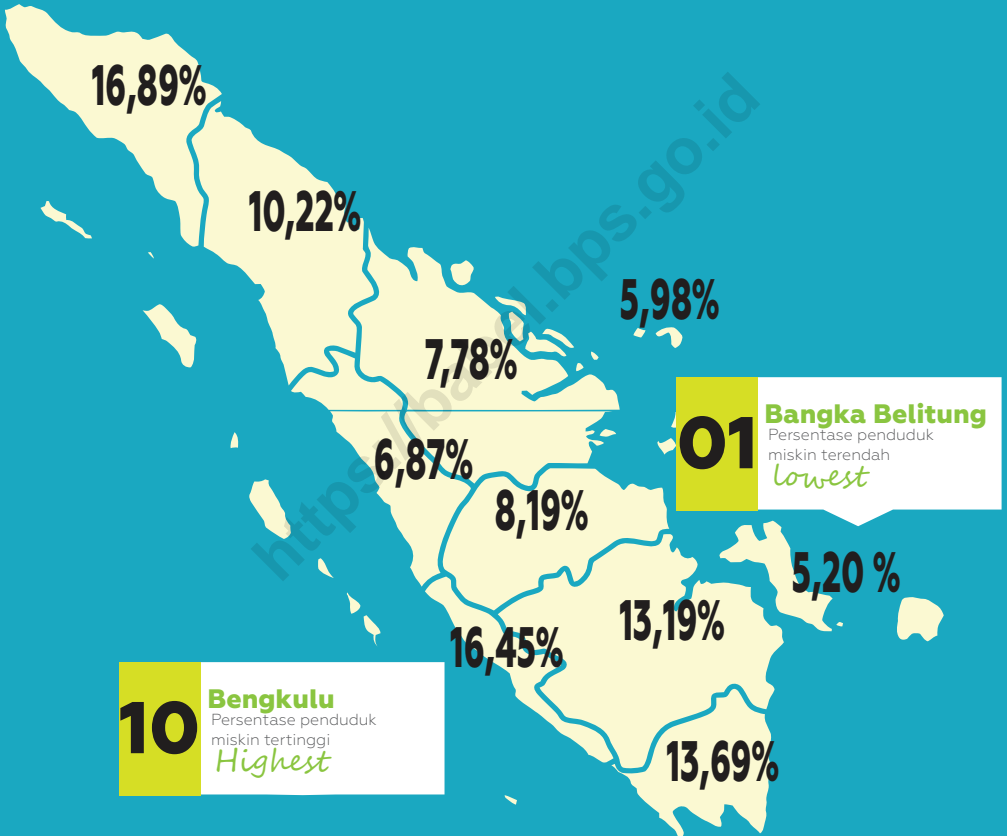 16,89%
10,22%
5,98%
7,78%
01
Bangka Belitung
Persentase penduduk
miskin terendah
lowest
6,87%
8,19%
5,20 %
13,19%
16,45%
10
Bengkulu
Persentase penduduk
miskin tertinggi
Highest
13,69%
https://babel.bps.go.id